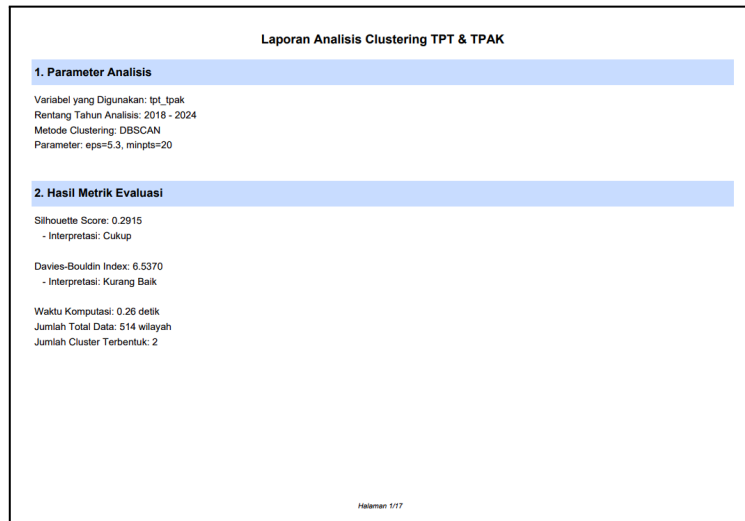 Laporan Analisis Clustering TPT & TPAK
1. Parameter Analisis
Variabel yang Digunakan: tpt_tpak
Rentang Tahun Analisis: 2018 - 2024
Metode Clustering: DBSCAN
Parameter: eps=5.3, minpts=20
2. Hasil Metrik Evaluasi
Silhouette Score: 0.2915
- Interpretasi: Cukup
Davies-Bouldin Index: 6.5370
- Interpretasi: Kurang Baik
Waktu Komputasi: 0.26 detik
Jumlah Total Data: 514 wilayah
Jumlah Cluster Terbentuk: 2
Halaman 1/17